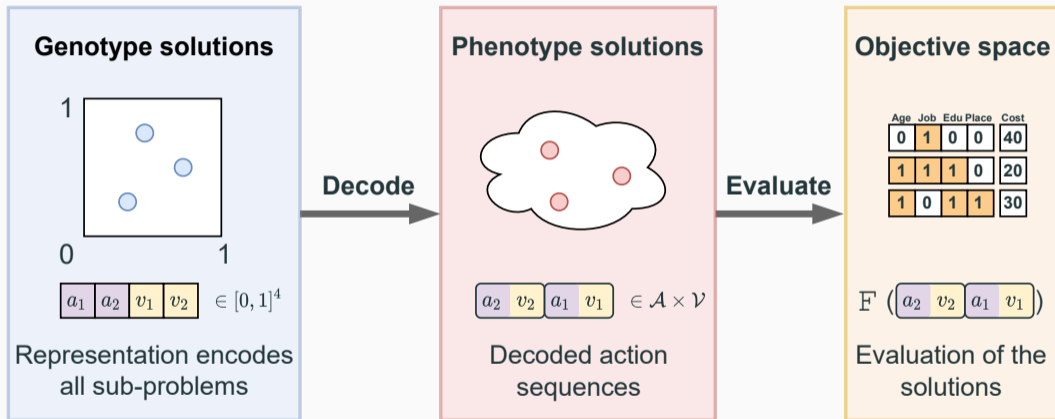 Genotype solutions
1
0 1
a₁ a₂ v₁ v₂ ∈ [0, 1]⁴
Representation encodes
all sub-problems
Decode
Phenotype solutions
a₂ v₂ a₁ v₁ ∈ 𝒜 × 𝒱
Decoded action
sequences
Evaluate
Objective space
Age Job Edu Place Cost
0 1 0 0 40
1 1 1 0 20
1 0 1 1 30
F ( a₂ v₂ a₁ v₁ )
Evaluation of the
solutions